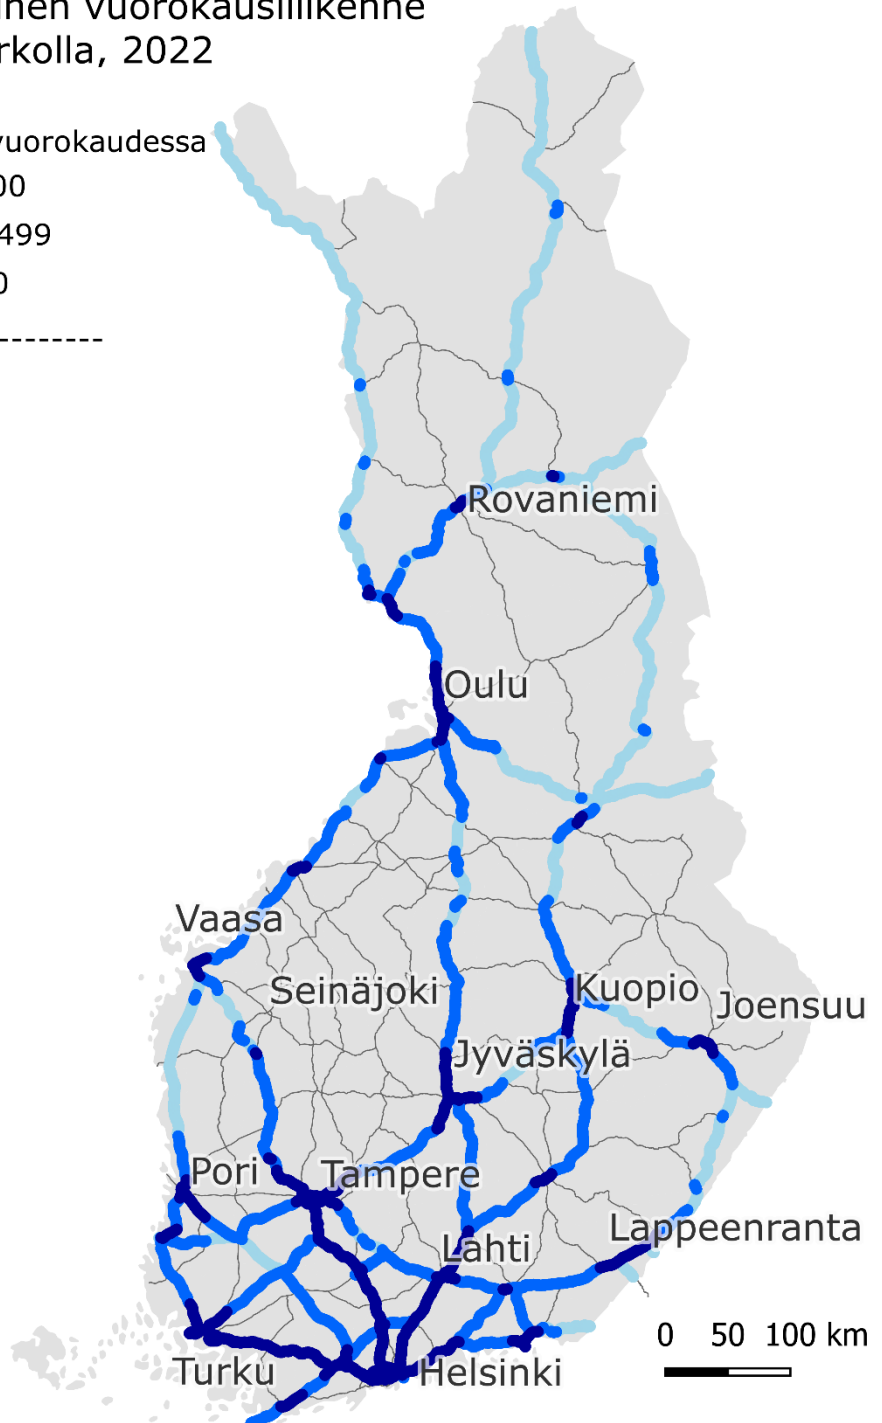 inen vuorokausiliikenne
rkolla, 2022
vuorokaudessa
00
499
0
Rovaniemi
Oulu
Vaasa
Seinäjoki
Kuopio
Joensuu
Jyväskylä
Pori
Tampere
Lappeenranta
Lahti
0 50 100 km
Turku
Helsinki